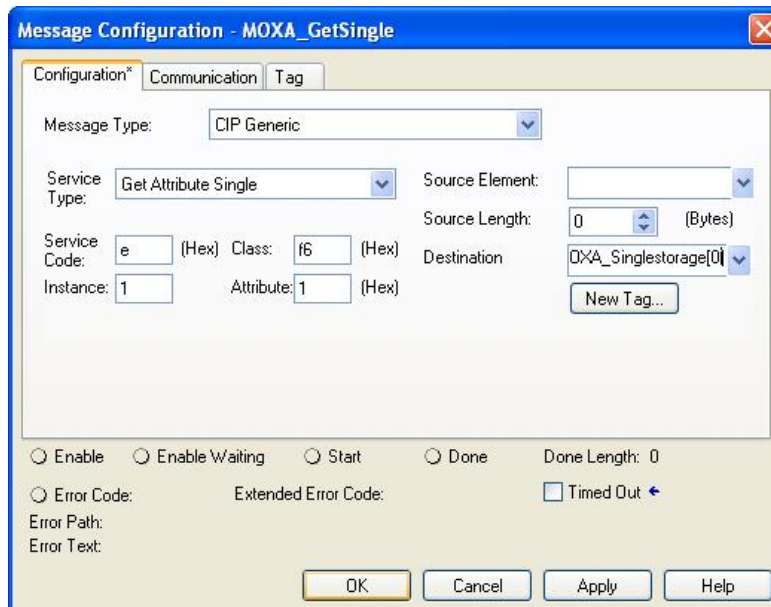 Message Configuration - MOXA_GetSingle
Configuration* Communication Tag
Message Type: CIP Generic
Service Type: Get Attribute Single
Source Element:
Source Length: 0 (Bytes)
Service Code: e (Hex) Class: f6 (Hex)
Destination OXA_Singlestorage[0]
Instance: 1 Attribute: 1 (Hex)
New Tag...
Enable Enable Waiting Start Done Done Length: 0
Error Code: Extended Error Code: Timed Out
Error Path:
Error Text:
OK Cancel Apply Help